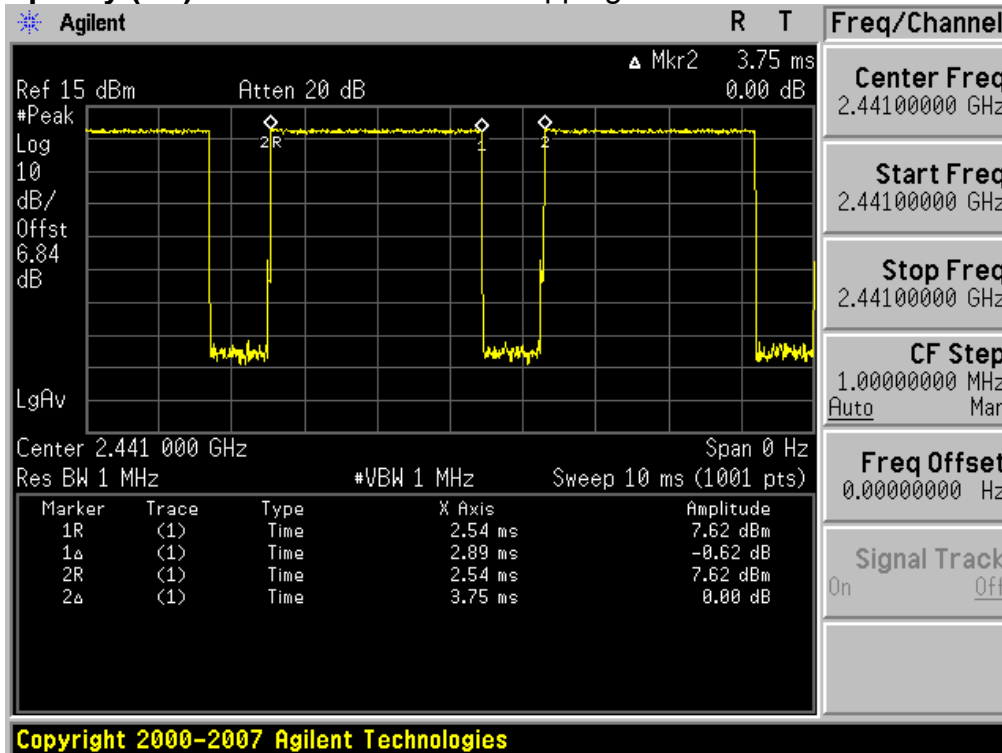 Agilent R T Freq/Channel
▵ Mkr2 3.75 ms
Ref 15 dBm Atten 20 dB 0.00 dB
#Peak
Log
10
dB/
Offst
6.84
dB
LgAv
2R 1 2
Center 2.441 000 GHz Span 0 Hz
Res BW 1 MHz #VBW 1 MHz Sweep 10 ms (1001 pts)
Marker Trace Type X Axis Amplitude
1R (1) Time 2.54 ms 7.62 dBm
1▵ (1) Time 2.89 ms -0.62 dB
2R (1) Time 2.54 ms 7.62 dBm
2▵ (1) Time 3.75 ms 0.00 dB
Center Freq
2.44100000 GHz
Start Freq
2.44100000 GHz
Stop Freq
2.44100000 GHz
CF Step
1.00000000 MHz
Auto Man
Freq Offset
0.00000000 Hz
Signal Track
On Off
Copyright 2000-2007 Agilent Technologies